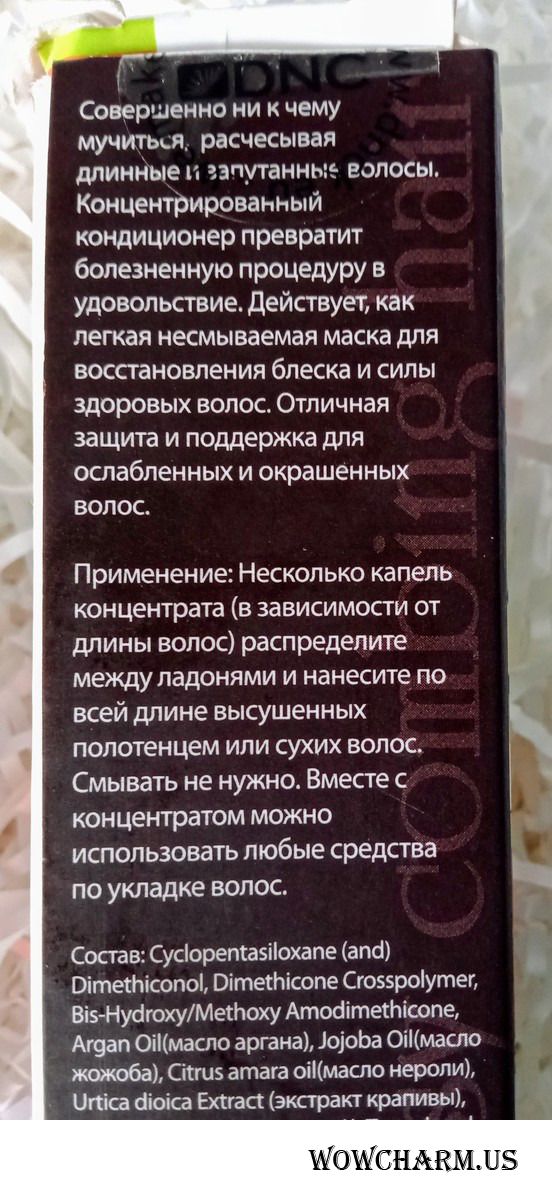 DNC
Совершенно ни к чему
мучиться, расчесывая
длинные и запутанные волосы.
Концентрированный
кондиционер превратит
болезненную процедуру в
удовольствие. Действует, как
легкая несмываемая маска для
восстановления блеска и силы
здоровых волос. Отличная
защита и поддержка для
ослабленных и окрашенных
волос.
Применение: Несколько капель
концентрата (в зависимости от
длины волос) распределите
между ладонями и нанесите по
всей длине высушенных
полотенцем или сухих волос.
Смывать не нужно. Вместе с
концентратом можно
использовать любые средства
по укладке волос.
Состав: Cyclopentasiloxane (and)
Dimethiconol, Dimethicone Crosspolymer,
Bis-Hydroxy/Methoxy Amodimethicone,
Argan Oil(масло аргана), Jojoba Oil(масло
жожоба), Citrus amara oil(масло нероли),
Urtica dioica Extract (экстракт крапивы),
combing hair
WOWCHARM.US